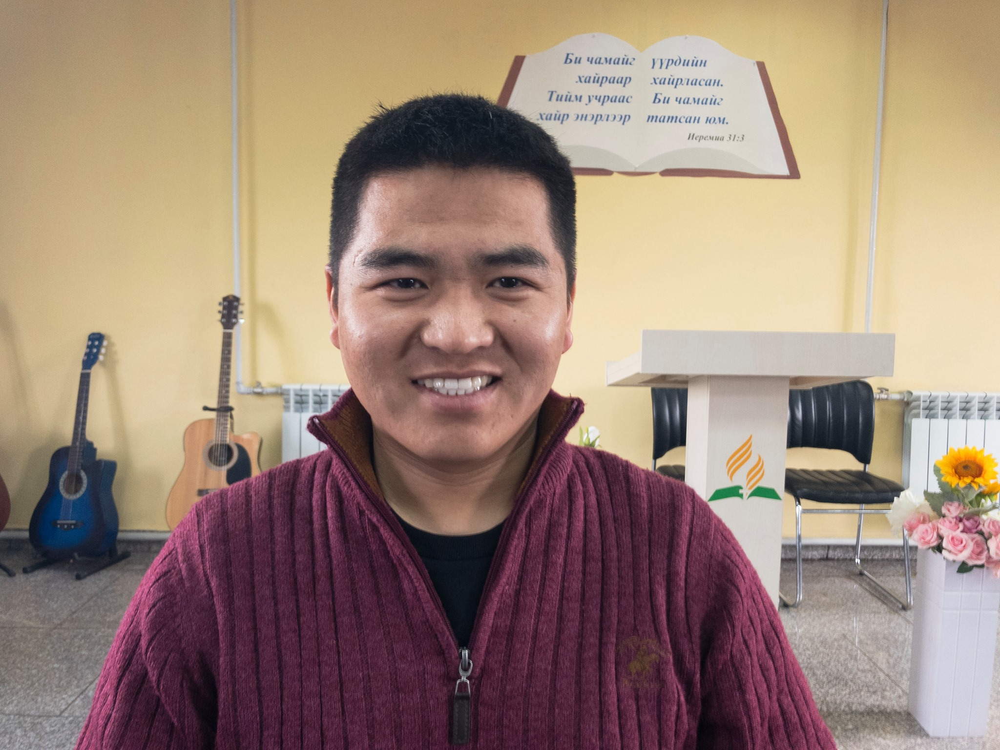 Би чамайг
хайраар
Тийм учраас
хайр энэрлээр
үүрдийн
хайрласан.
Би чамайг
татсан юм.
Иеремиа 31:3